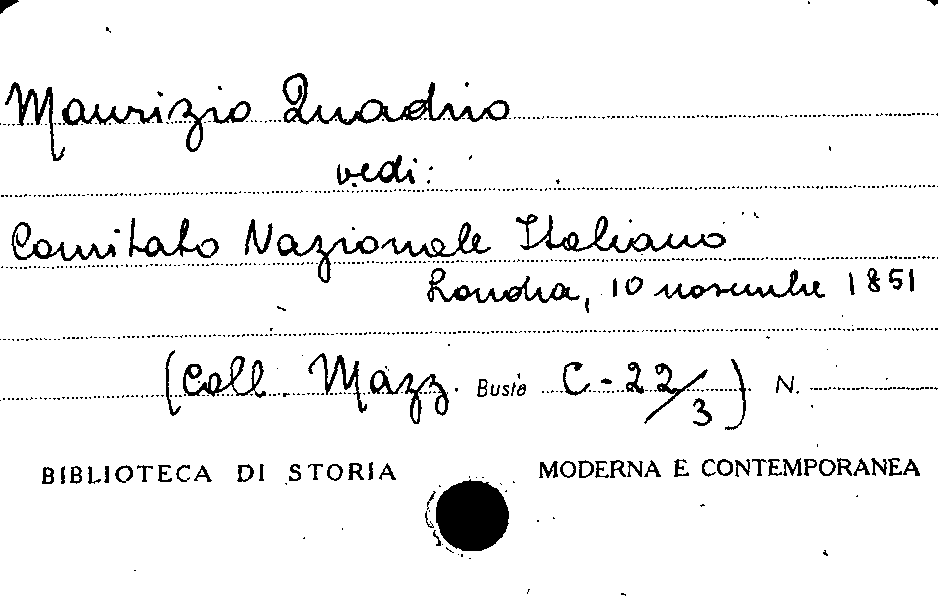 Maurizio Quadrio
vedi:
Comitato Nazionale Italiano
Londra, 10 novembre 1851
(Coll. Mazz. Busta C-22/3) N.
BIBLIOTECA DI STORIA MODERNA E CONTEMPORANEA